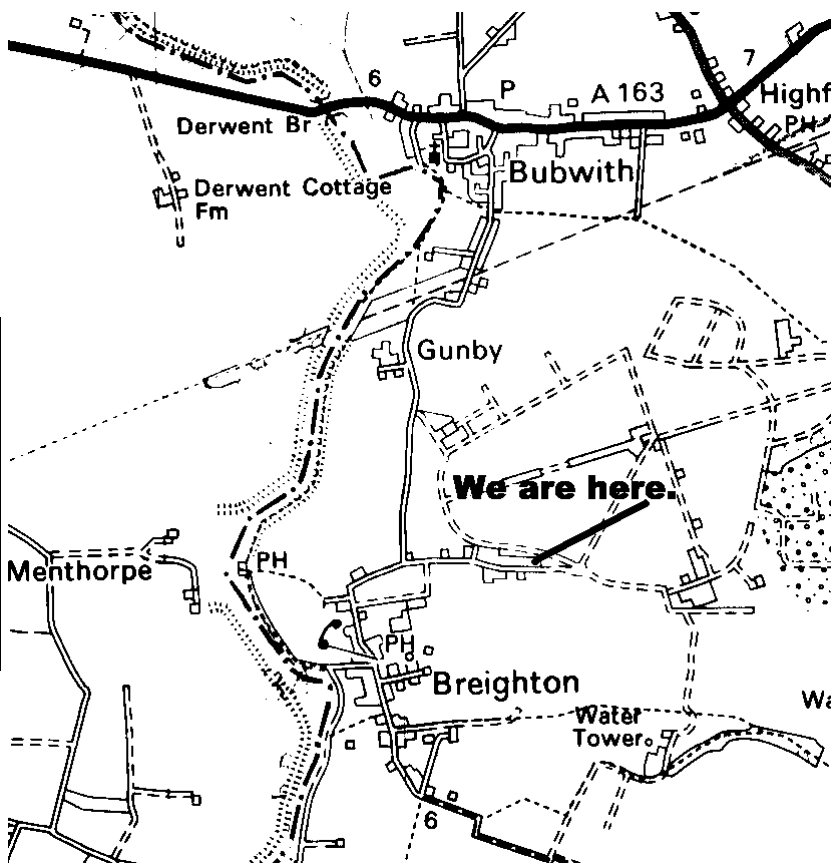 6
P
A 163
7
Highf
PH
Derwent Br
Bubwith
Derwent Cottage
Fm
Gunby
We are here.
PH
Menthorpe
PH
Breighton
Wa
Water
Tower
6